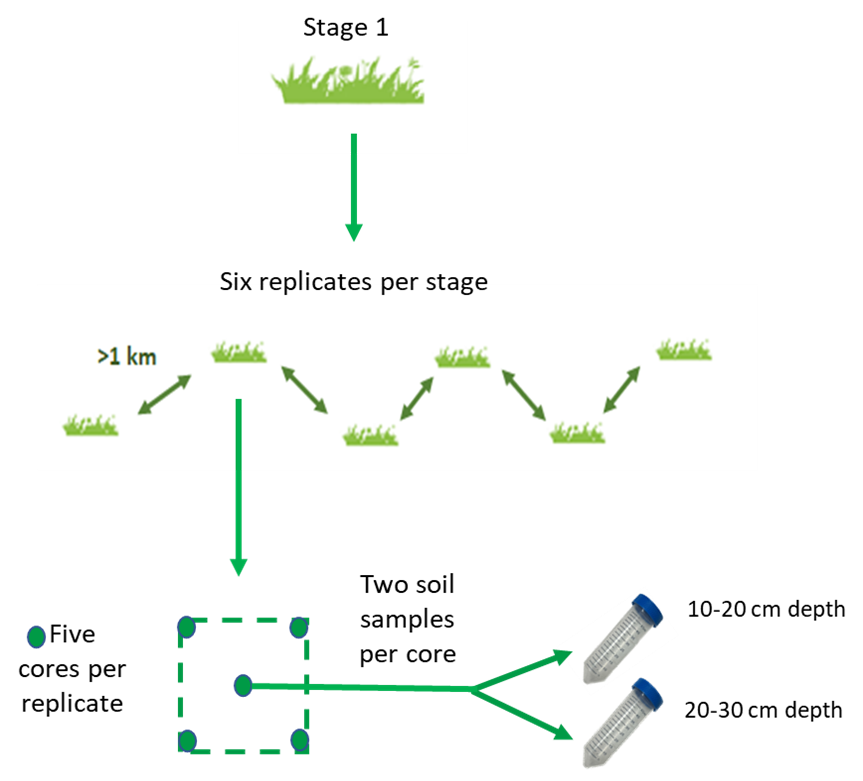 Stage 1
Six replicates per stage
>1 km
Two soil
samples
per core
10-20 cm depth
Five
cores per
replicate
20-30 cm depth